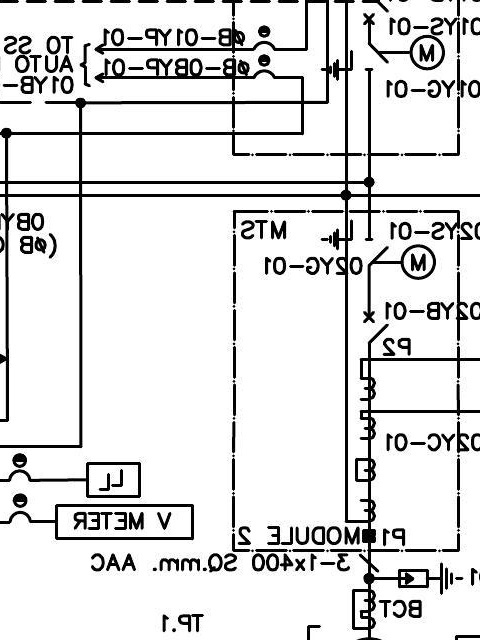 01YS-01
øB-01YP-01
TO SS
M
øB-0BYP-01
AUTO
01YG-01
01YB-
0BY
(øB
MTS
02YS-01
02YG-01
M
02YB-01
P2
02YC-01
LL
V METER
MODULE 2
P1
3-1x400 SQ.mm. AAC
BCT
TP.1